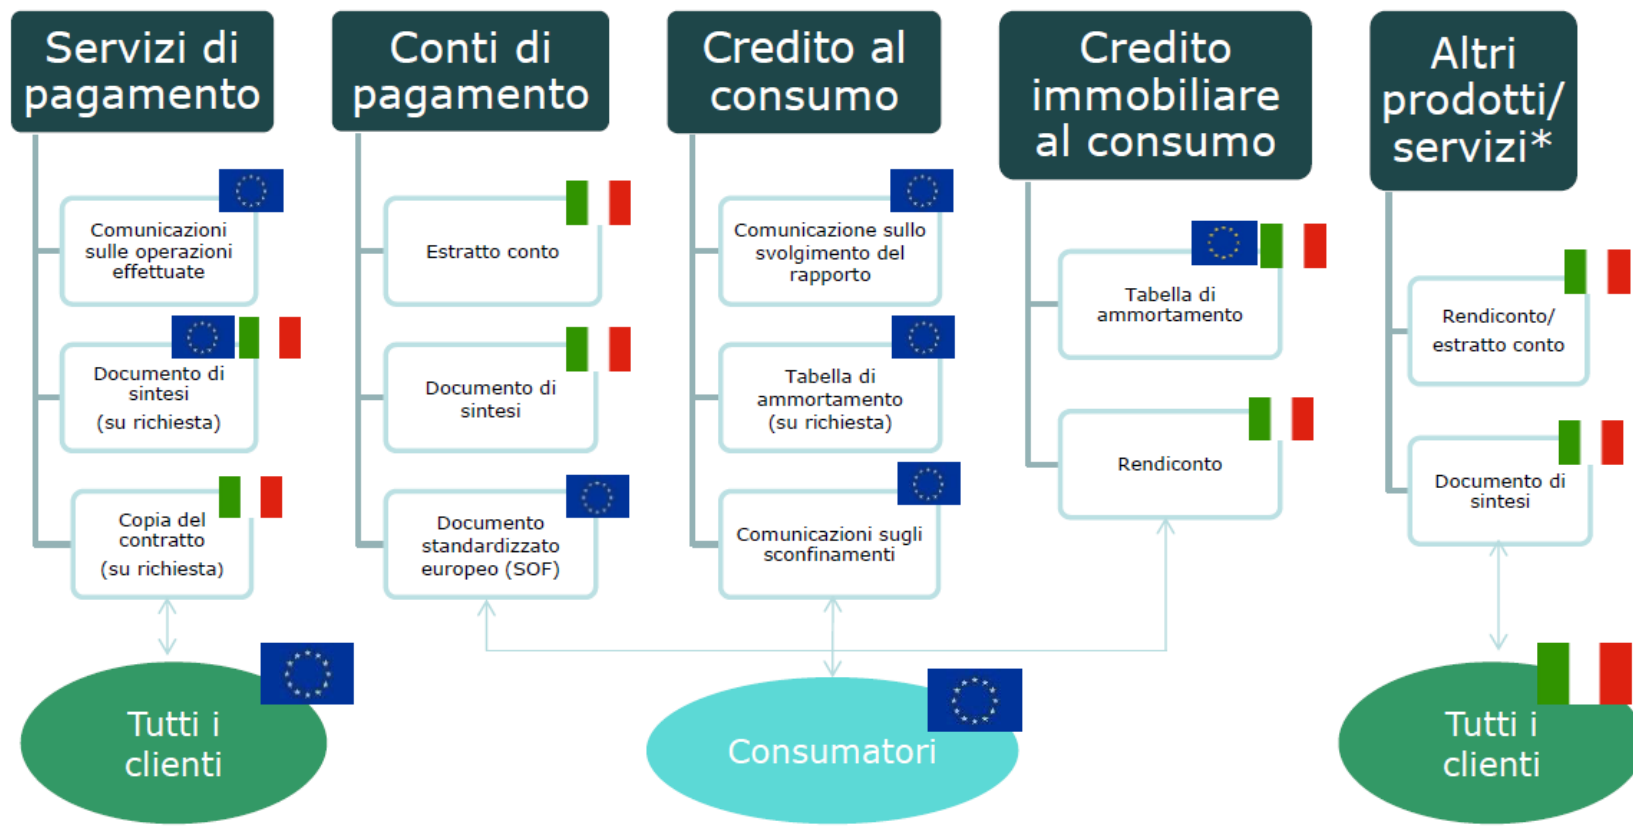 Servizi di
pagamento
Comunicazioni
sulle operazioni
effettuate
Documento di
sintesi
(su richiesta)
Copia del
contratto
(su richiesta)
Tutti i
clienti
Conti di
pagamento
Estratto conto
Documento di
sintesi
Documento
standardizzato
europeo (SOF)
Credito al
consumo
Comunicazione sullo
svolgimento del
rapporto
Tabella di
ammortamento
(su richiesta)
Comunicazioni sugli
sconfinamenti
Credito
immobiliare
al consumo
Tabella di
ammortamento
Rendiconto
Consumatori
Altri
prodotti/
servizi*
Rendiconto/
estratto conto
Documento di
sintesi
Tutti i
clienti